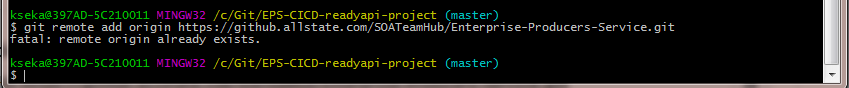 kseka@397AD-5C210011 MINGW32 /c/Git/EPS-CICD-readyapi-project (master)
$ git remote add origin https://github.allstate.com/SOATeamHub/Enterprise-Producers-Service.git
fatal: remote origin already exists.
kseka@397AD-5C210011 MINGW32 /c/Git/EPS-CICD-readyapi-project (master)
$